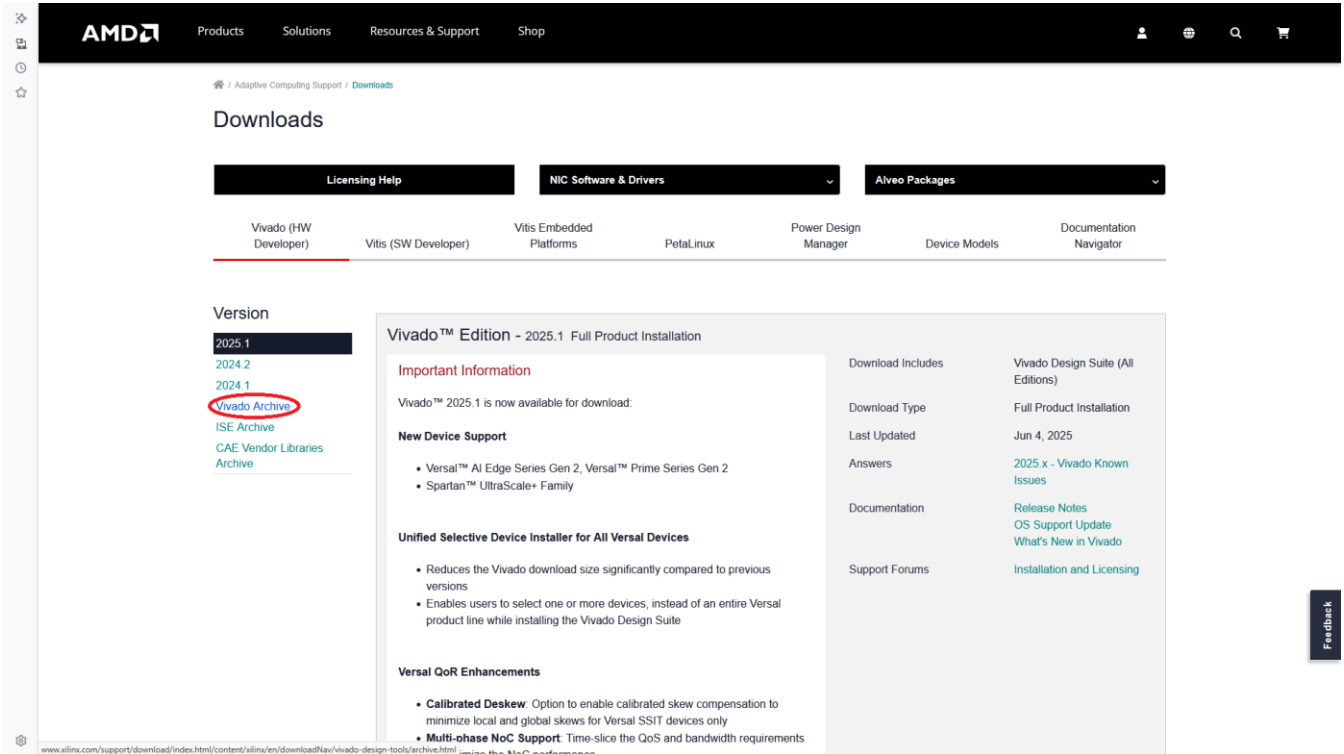 AMD
Products
Solutions
Resources & Support
Shop
/ Adaptive Computing Support / Downloads
Downloads
Licensing Help
NIC Software & Drivers
Alveo Packages
Vivado (HW
Developer)
Vitis (SW Developer)
Vitis Embedded
Platforms
PetaLinux
Power Design
Manager
Device Models
Documentation
Navigator
Version
2025.1
2024.2
2024.1
Vivado Archive
ISE Archive
CAE Vendor Libraries
Archive
Vivado™ Edition - 2025.1 Full Product Installation
Important Information
Vivado™ 2025.1 is now available for download:
New Device Support
• Versal™ AI Edge Series Gen 2, Versal™ Prime Series Gen 2
• Spartan™ UltraScale+ Family
Unified Selective Device Installer for All Versal Devices
• Reduces the Vivado download size significantly compared to previous
versions
• Enables users to select one or more devices, instead of an entire Versal
product line while installing the Vivado Design Suite
Versal QoR Enhancements
• Calibrated Deskew: Option to enable calibrated skew compensation to
minimize local and global skews for Versal SSIT devices only
• Multi-phase NoC Support: Time-slice the QoS and bandwidth requirements
the NoC performance
Download Includes
Vivado Design Suite (All
Editions)
Download Type
Full Product Installation
Last Updated
Jun 4, 2025
Answers
2025.x - Vivado Known
Issues
Documentation
Release Notes
OS Support Update
What's New in Vivado
Support Forums
Installation and Licensing
Feedback
www.xilinx.com/support/download/index.html/content/xilinx/en/downloadNav/vivado-design-tools/archive.html